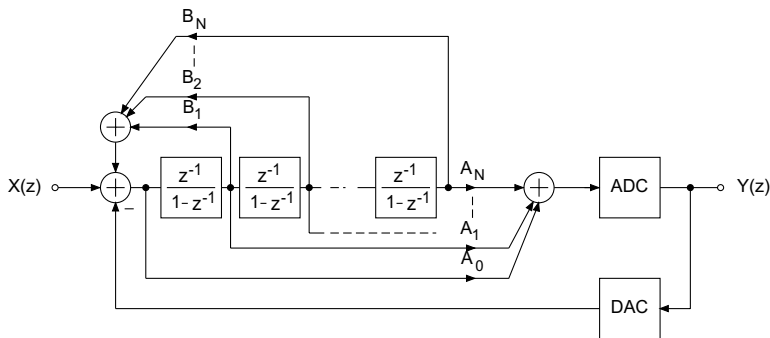 B_N
B_2
B_1
X(z)
z^-1
1-z^-1
z^-1
1-z^-1
z^-1
1-z^-1
A_N
A_1
A_0
ADC
Y(z)
DAC